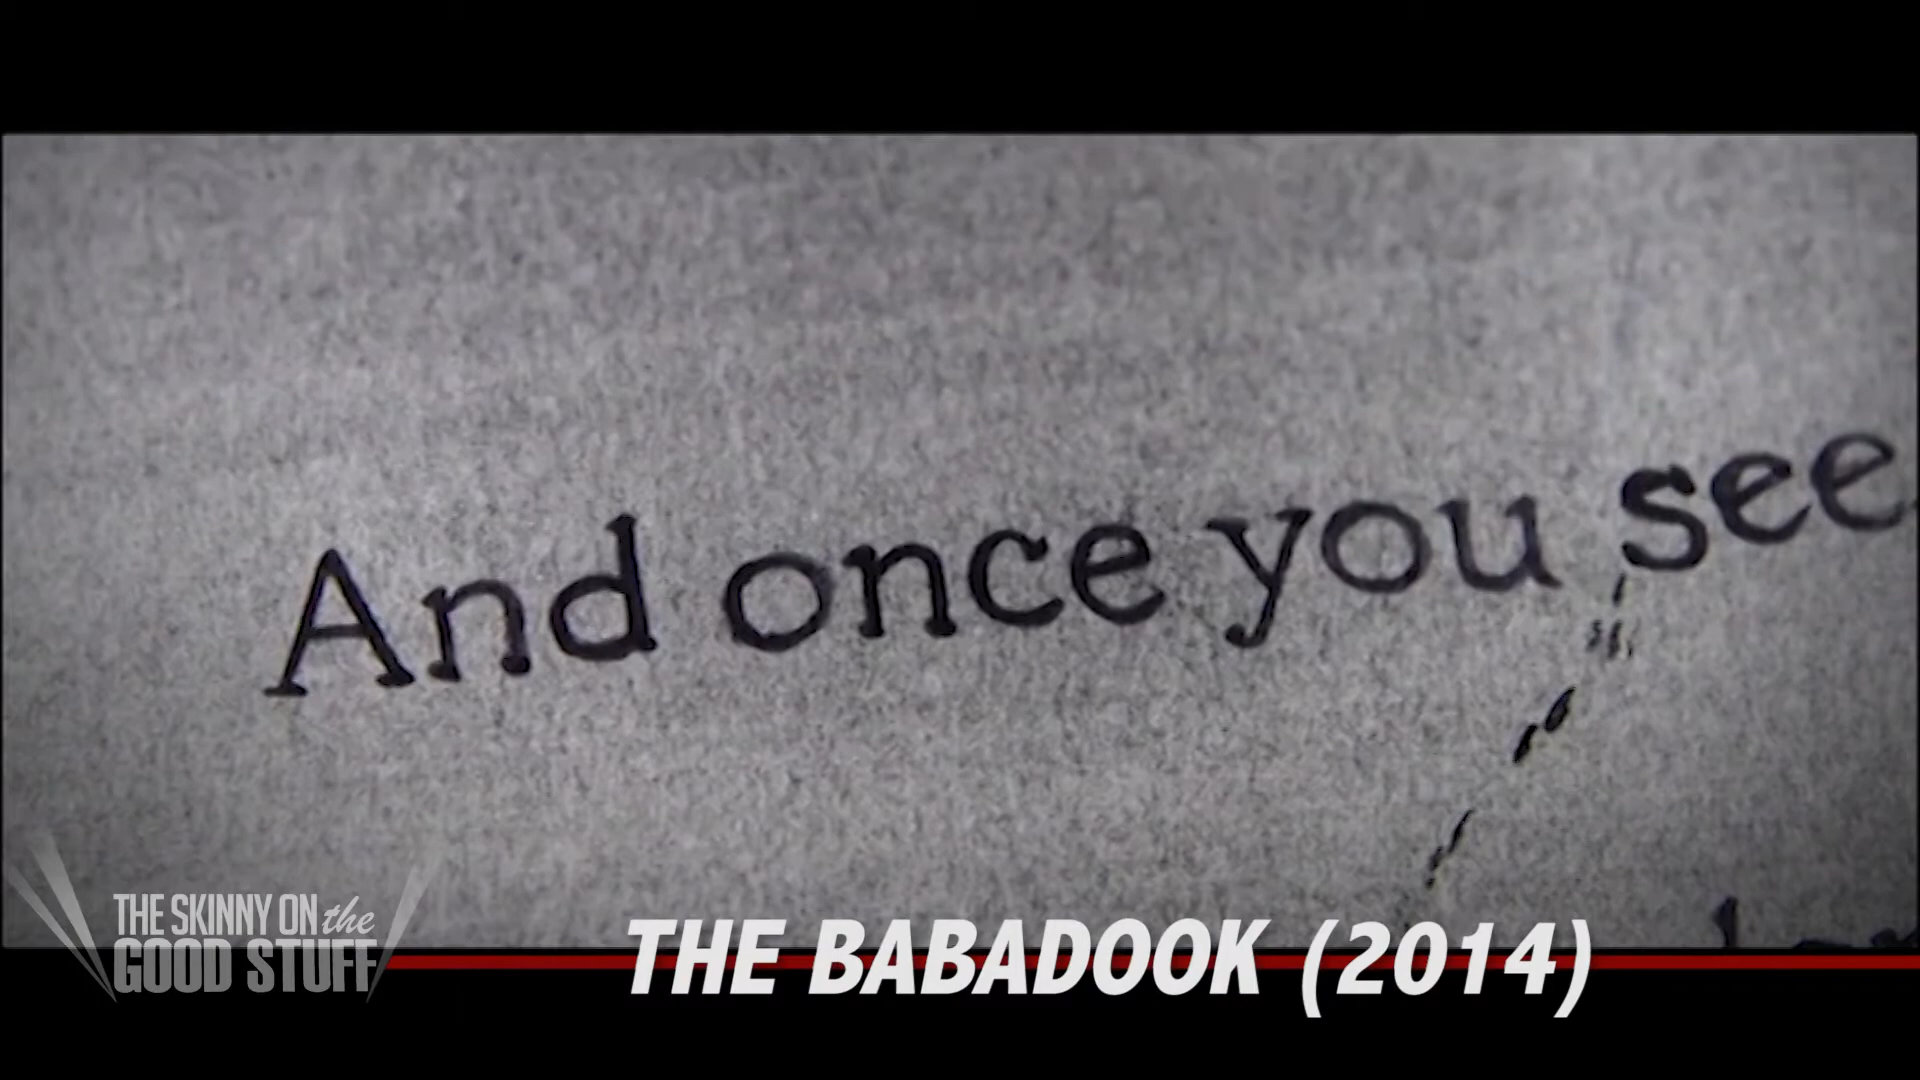 And once you see
THE SKINNY ON the
GOOD STUFF
THE BABADOOK (2014)